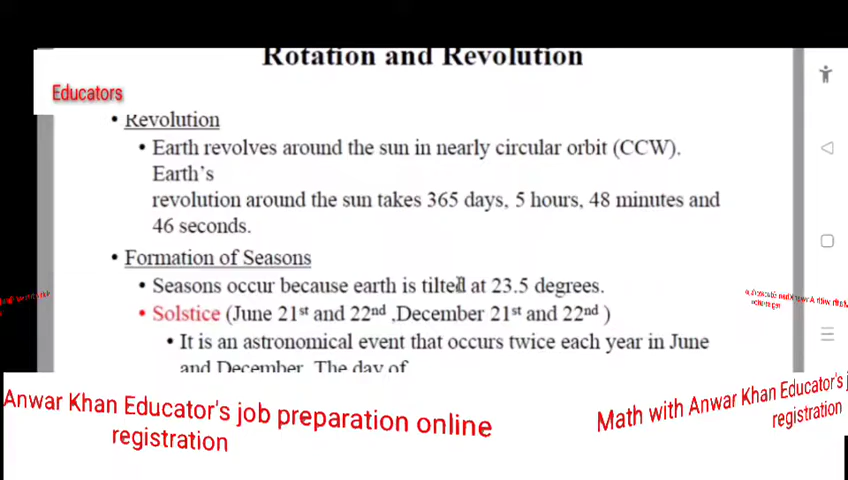 Rotation and Revolution
Educators
• Revolution
• Earth revolves around the sun in nearly circular orbit (CCW).
Earth's
revolution around the sun takes 365 days, 5 hours, 48 minutes and
46 seconds.
• Formation of Seasons
• Seasons occur because earth is tilted at 23.5 degrees.
• Solstice (June 21st and 22nd ,December 21st and 22nd )
• It is an astronomical event that occurs twice each year in June
and December. The day of
Anwar Khan Educator's job preparation online
registration
Math with Anwar Khan Educator's
registration